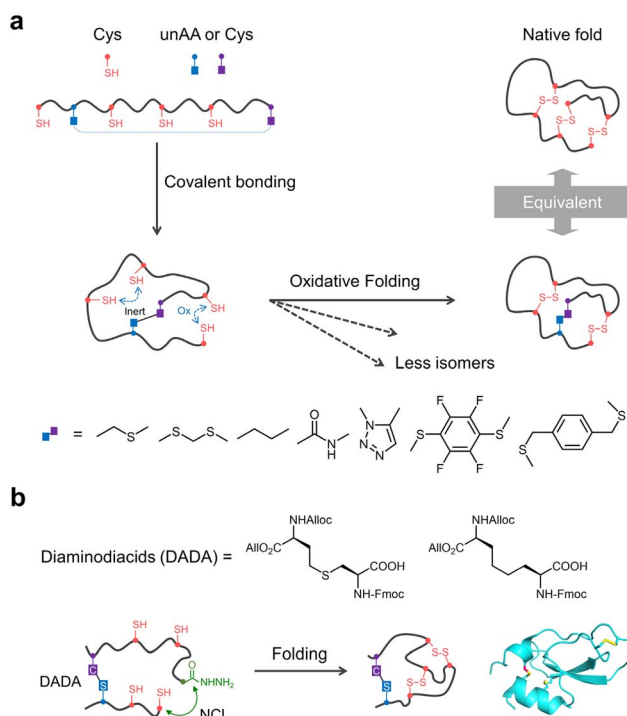 a
Cys
unAA or Cys
Native fold
SH
SH SH SH SH
S-S
S-S
S-S
Covalent bonding
Equivalent
SH
SH
SH
SH
Inert
Ox
Oxidative Folding
Less isomers
S-S
S-S
=
S
S S
O
N
H
N
N
N
F F
S S
F F
S
S
b
Diaminodiacids (DADA) =
NHAlloc
AllO2C
S
COOH
NH-Fmoc
NHAlloc
AllO2C
COOH
NH-Fmoc
SH
SH
C
S
O
NHNH2
DADA
SH
SH
NCL
Folding
C
S
S-S
S-S